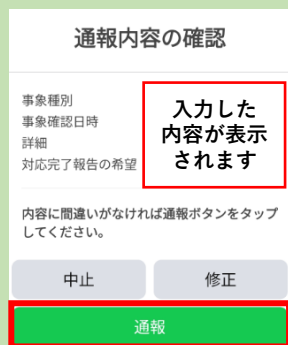 通報内容の確認
事象種別
事象確認日時
詳細
対応完了報告の希望
入力した
内容が表示
されます
内容に間違いがなければ通報ボタンをタップ
してください。
中止
修正
通報